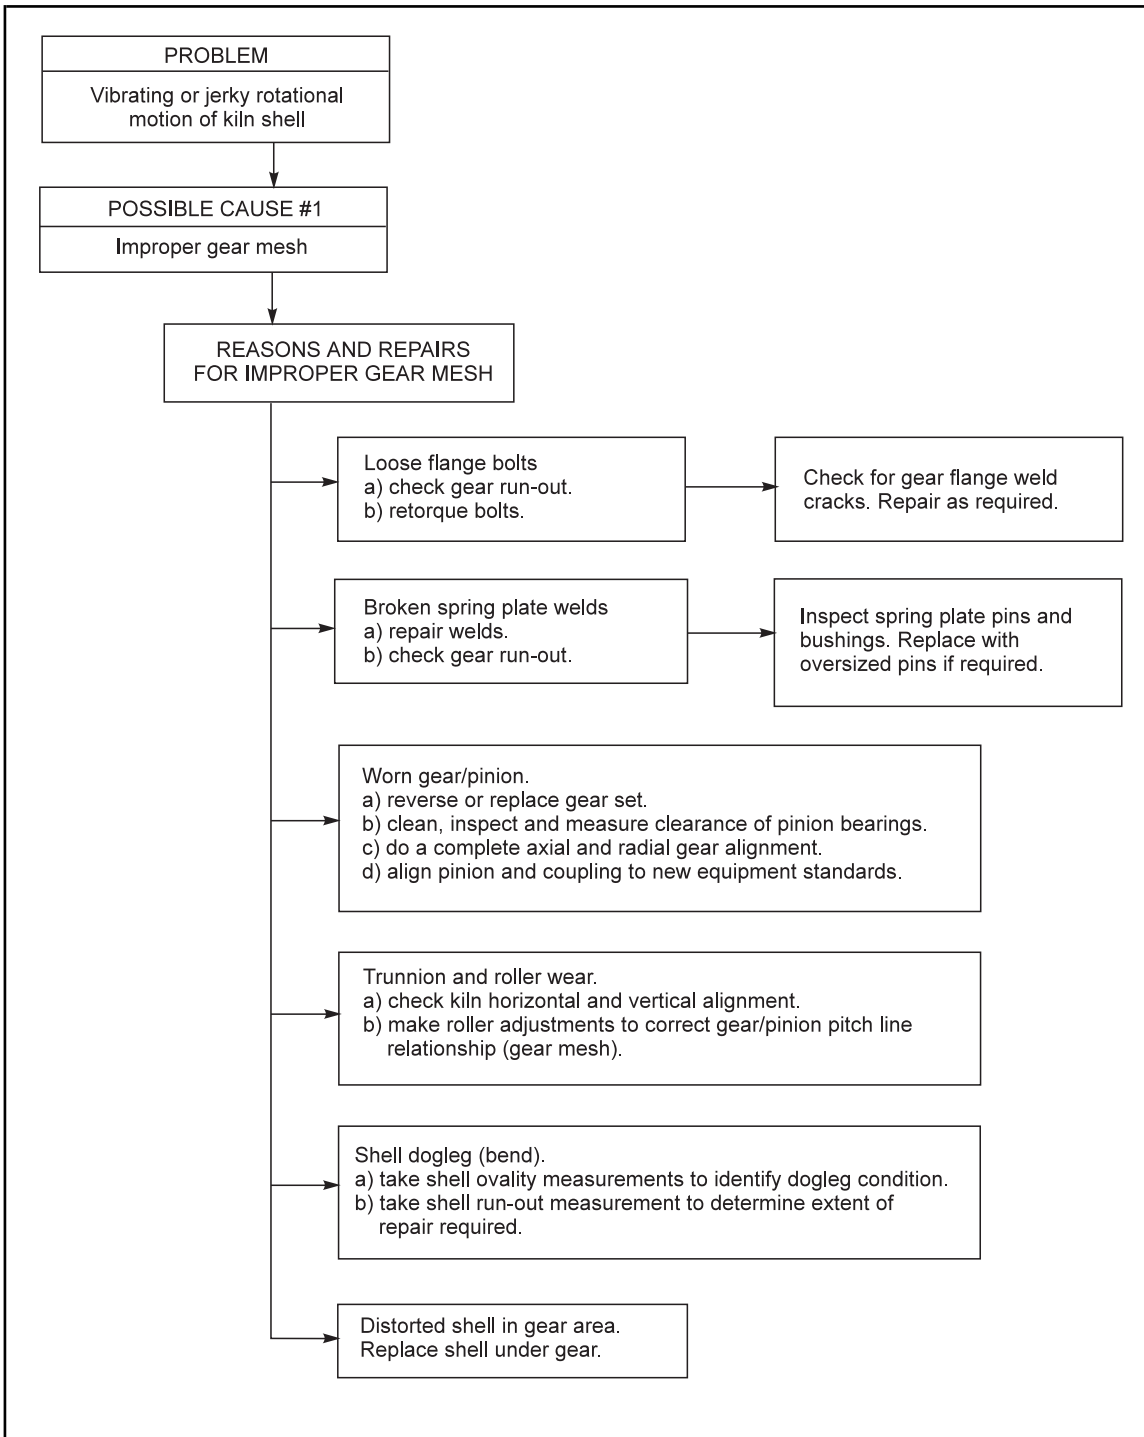 PROBLEM
Vibrating or jerky rotational
motion of kiln shell
POSSIBLE CAUSE #1
Improper gear mesh
REASONS AND REPAIRS
FOR IMPROPER GEAR MESH
Loose flange bolts
a) check gear run-out.
b) retorque bolts.
Check for gear flange weld
cracks. Repair as required.
Broken spring plate welds
a) repair welds.
b) check gear run-out.
Inspect spring plate pins and
bushings. Replace with
oversized pins if required.
Worn gear/pinion.
a) reverse or replace gear set.
b) clean, inspect and measure clearance of pinion bearings.
c) do a complete axial and radial gear alignment.
d) align pinion and coupling to new equipment standards.
Trunnion and roller wear.
a) check kiln horizontal and vertical alignment.
b) make roller adjustments to correct gear/pinion pitch line
relationship (gear mesh).
Shell dogleg (bend).
a) take shell ovality measurements to identify dogleg condition.
b) take shell run-out measurement to determine extent of
repair required.
Distorted shell in gear area.
Replace shell under gear.